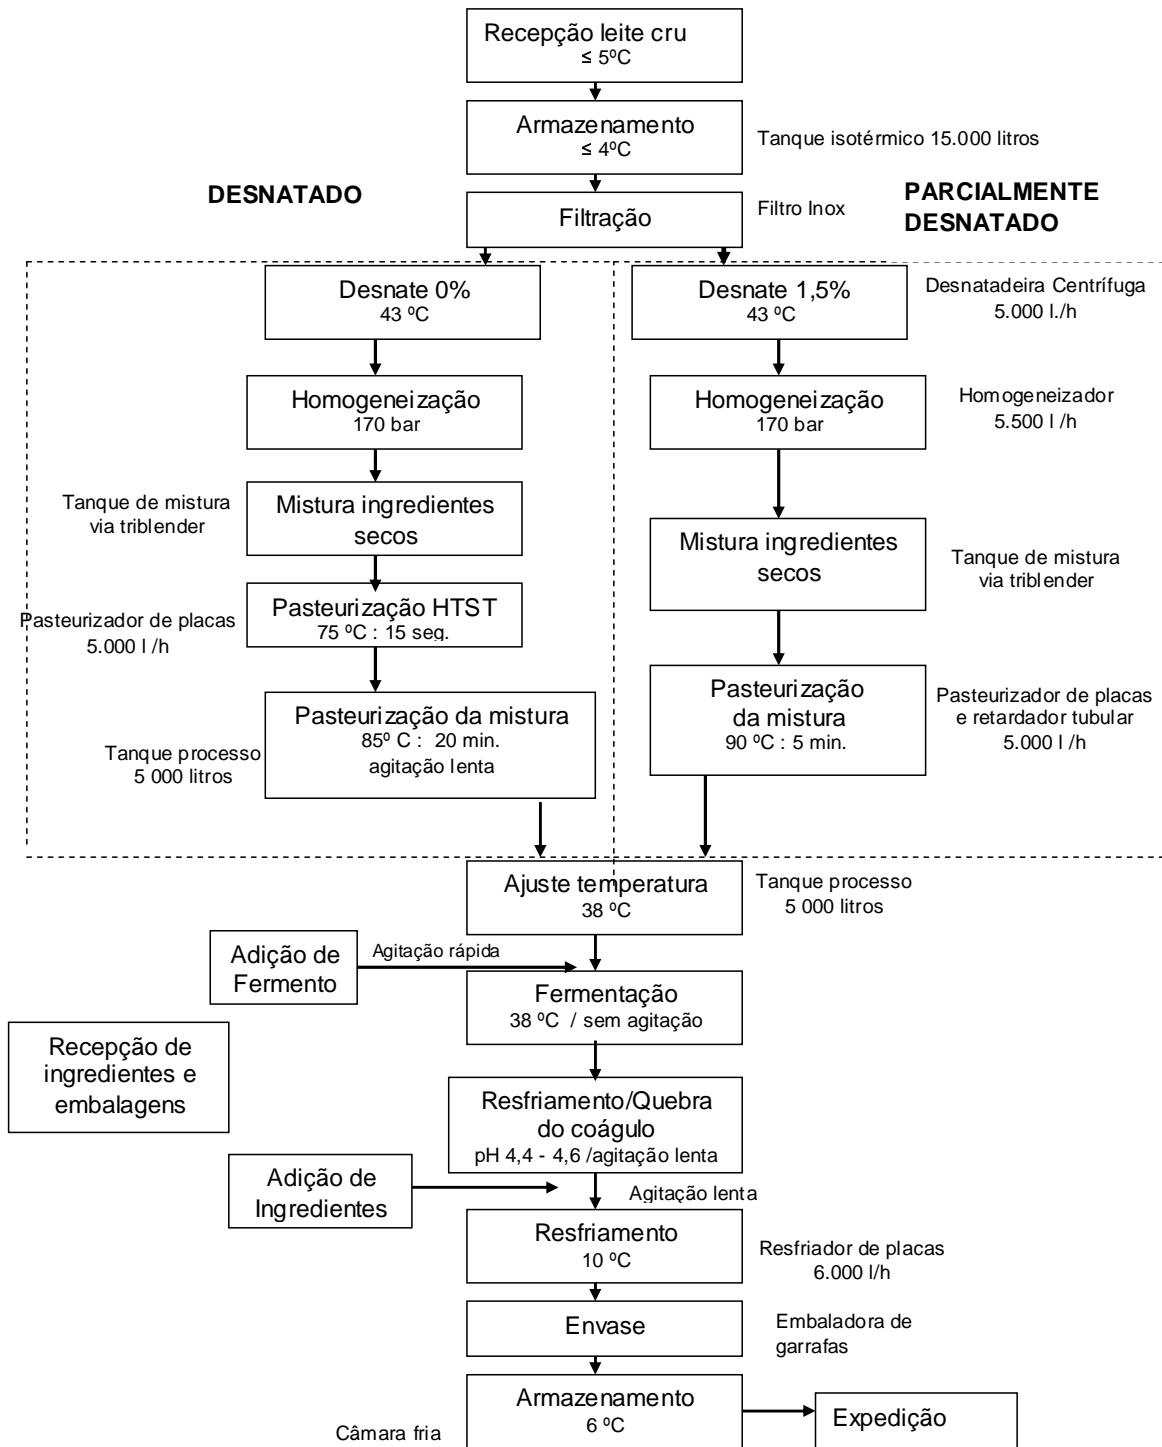 Recepção leite cru
≤ 5ºC
Armazenamento
≤ 4ºC
Tanque isotérmico 15.000 litros
DESNATADO
PARCIALMENTE
DESNATADO
Filtração
Filtro Inox
Desnate 0%
43 ºC
Desnate 1,5%
43 ºC
Desnatadeira Centrífuga
5.000 l./h
Homogeneização
170 bar
Homogeneização
170 bar
Homogeneizador
5.500 l /h
Tanque de mistura
via triblender
Mistura ingredientes
secos
Mistura ingredientes
secos
Tanque de mistura
via triblender
Pasteurizador de placas
5.000 l /h
Pasteurização HTST
75 ºC : 15 seg.
Pasteurização da mistura
85º C : 20 min.
agitação lenta
Tanque processo
5 000 litros
Pasteurização
da mistura
90 ºC : 5 min.
Pasteurizador de placas
e retardador tubular
5.000 l /h
Ajuste temperatura
38 ºC
Tanque processo
5 000 litros
Adição de
Fermento
Agitação rápida
Fermentação
38 ºC / sem agitação
Recepção de
ingredientes e
embalagens
Resfriamento/Quebra
do coágulo
pH 4,4 - 4,6 /agitação lenta
Adição de
Ingredientes
Agitação lenta
Resfriamento
10 ºC
Resfriador de placas
6.000 l/h
Envase
Embaladora de
garrafas
Armazenamento
6 ºC
Câmara fria
Expedição